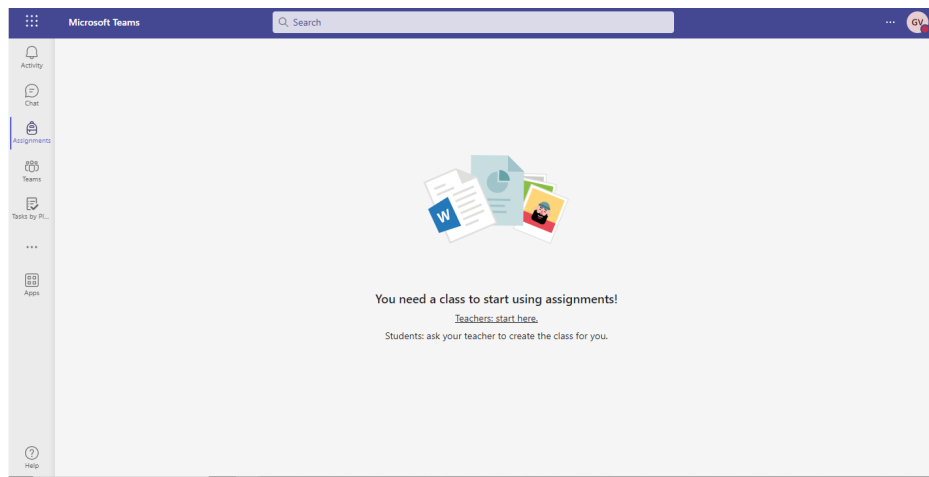 Microsoft Teams
Search
GV
Activity
Chat
Assignments
Teams
Tasks by Pl...
Apps
W
You need a class to start using assignments!
Teachers: start here.
Students: ask your teacher to create the class for you.
Help